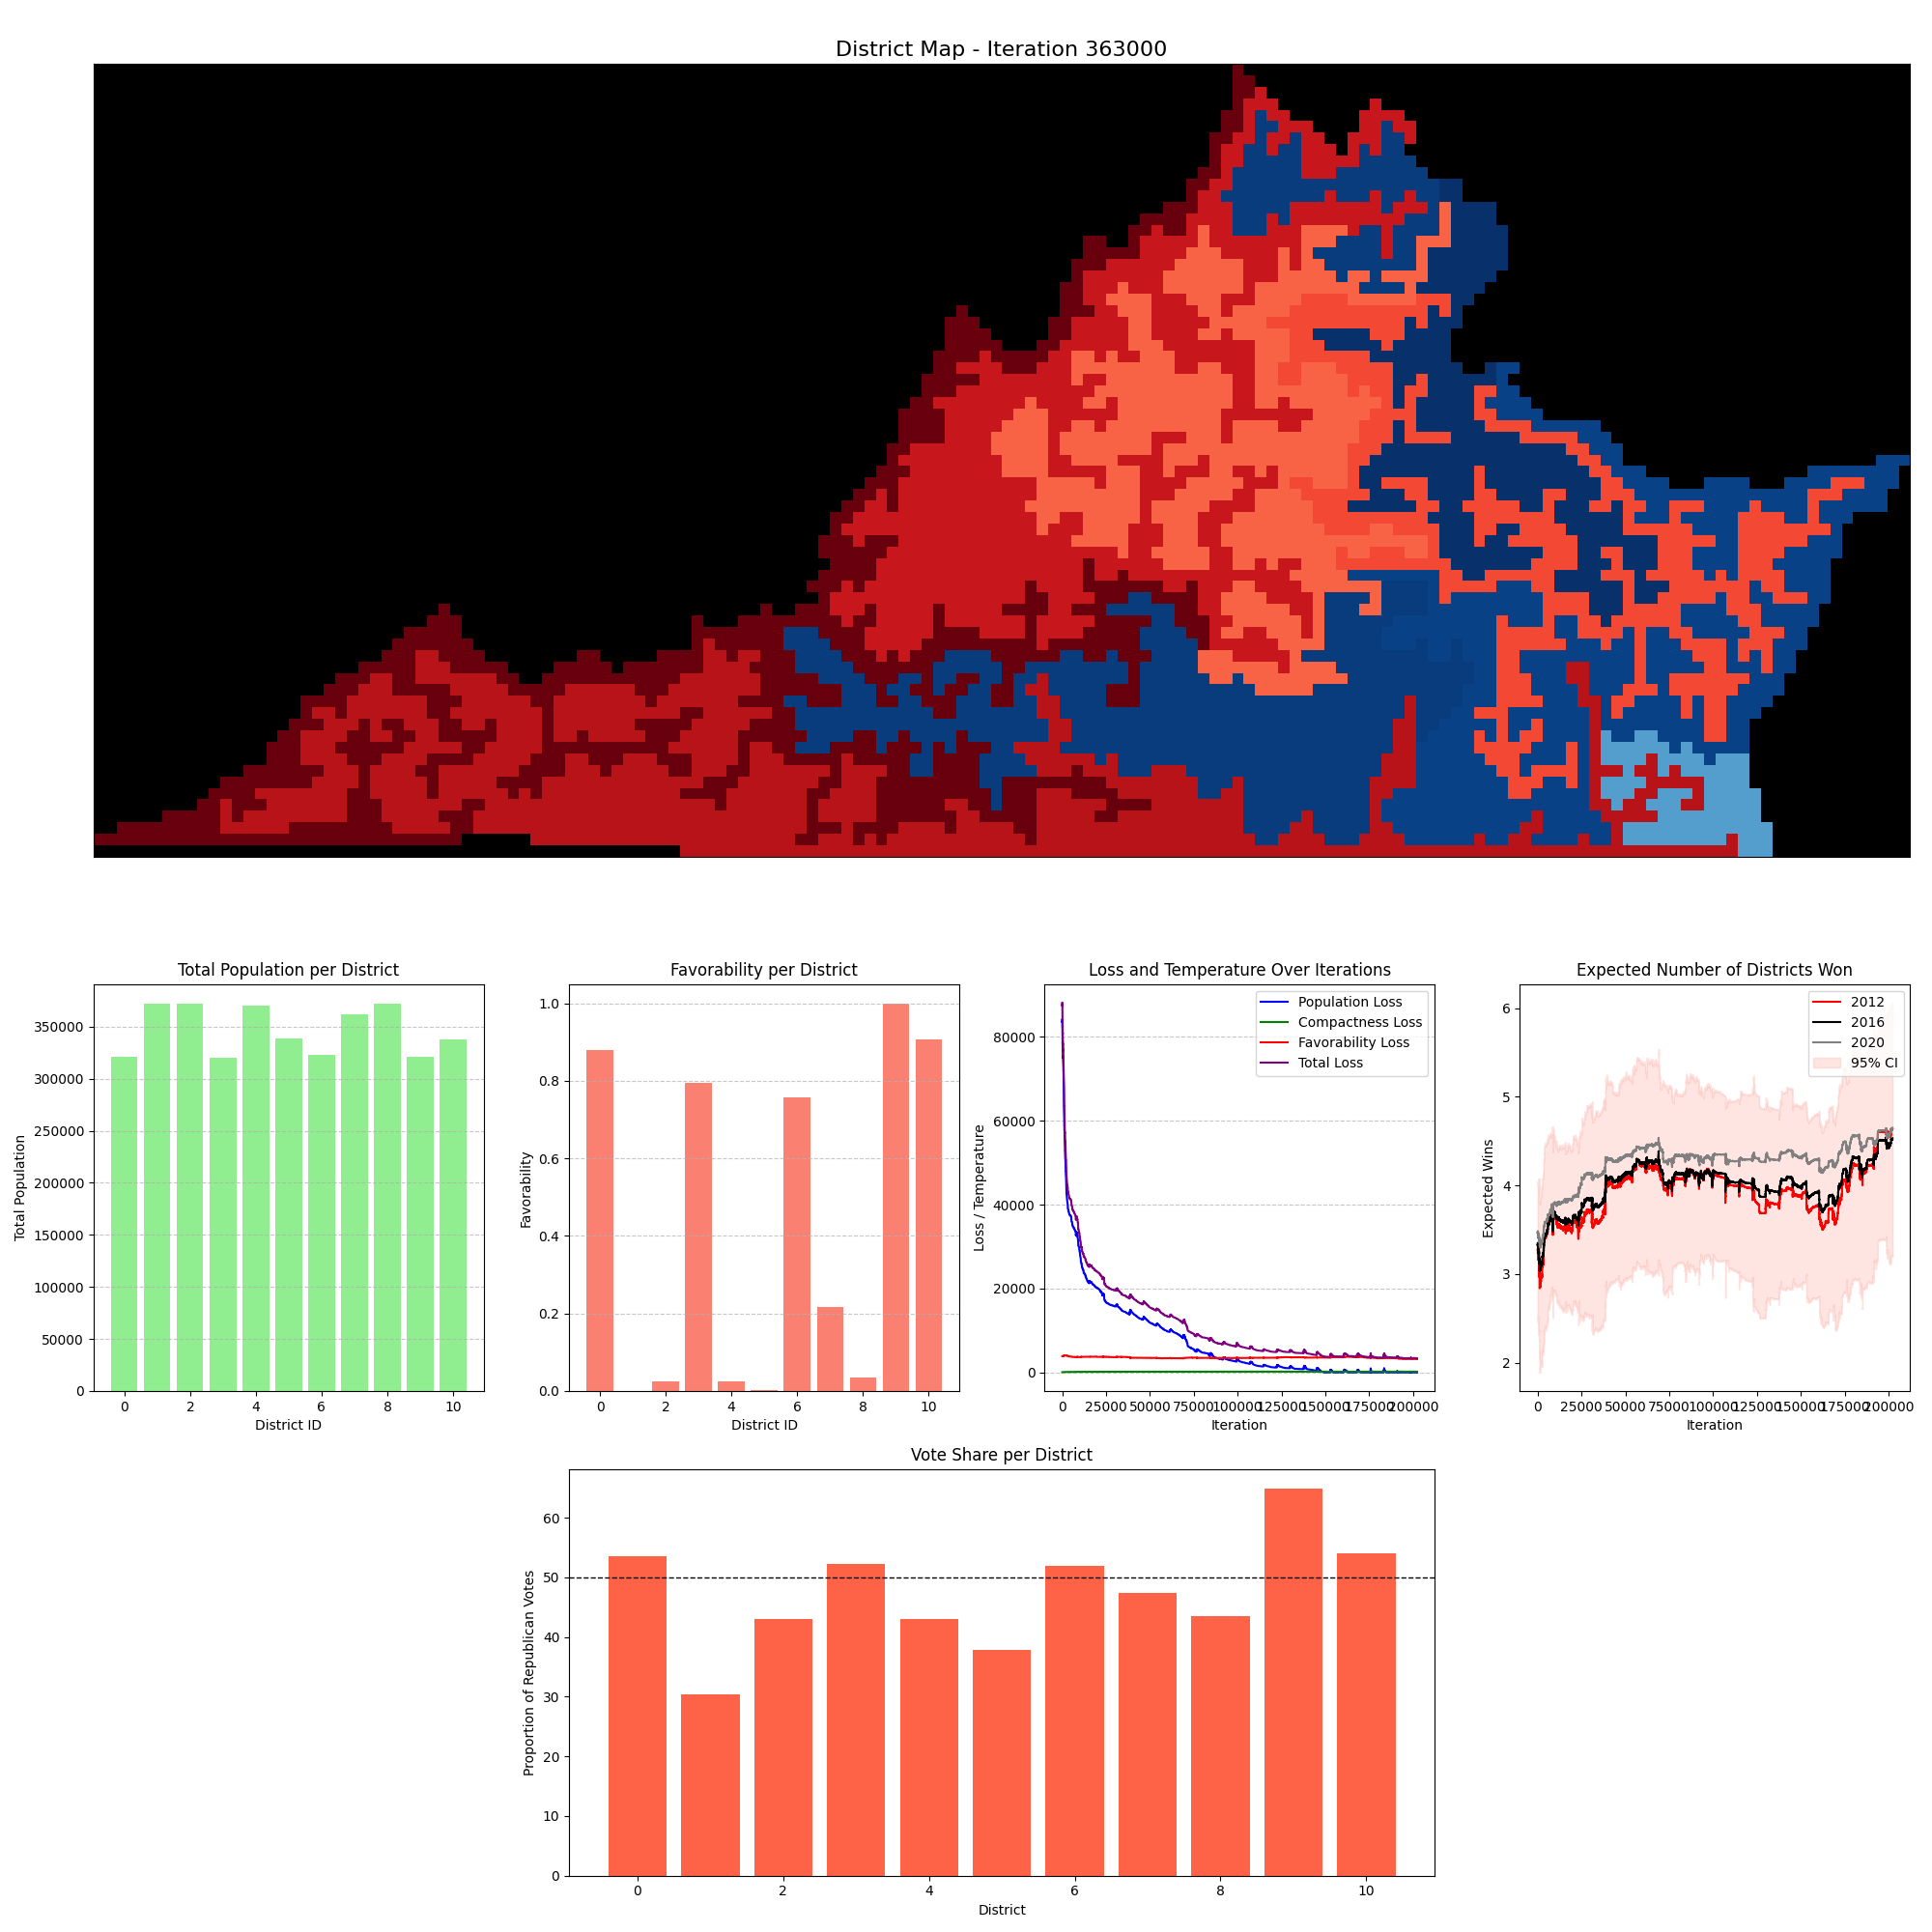 District Map - Iteration 363000
Total Population per District
Total Population
350000
300000
250000
200000
150000
100000
50000
0
0 2 4 6 8 10
District ID
Favorability per District
Favorability
1.0
0.8
0.6
0.4
0.2
0.0
0 2 4 6 8 10
District ID
Loss and Temperature Over Iterations
Loss / Temperature
80000
60000
40000
20000
0
Population Loss
Compactness Loss
Favorability Loss
Total Loss
0 25000 50000 75000 100000 125000 150000 175000 200000
Iteration
Expected Number of Districts Won
Expected Wins
6
5
4
3
2
2012
2016
2020
95% CI
0 25000 50000 75000 100000 125000 150000 175000 200000
Iteration
Vote Share per District
Proportion of Republican Votes
60
50
40
30
20
10
0
0 2 4 6 8 10
District